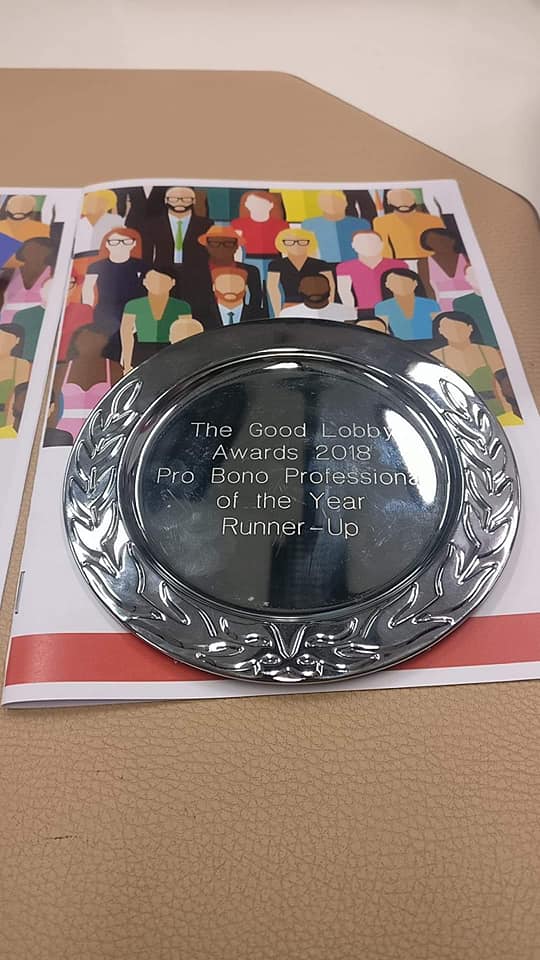 The Good Lobby
Awards 2018
Pro Bono Professional
of the Year
Runner-Up